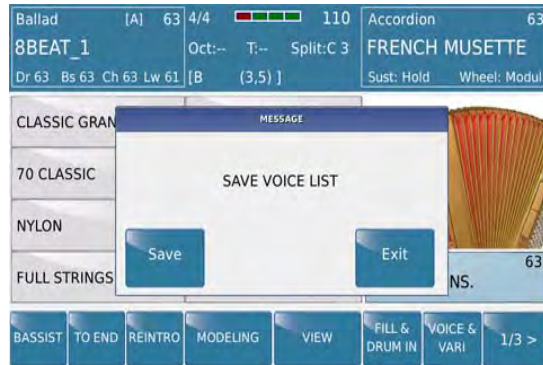 Ballad [A] 63 4/4 110 Accordion 63
8BEAT_1 Oct:-- T:-- Split:C 3 FRENCH MUSETTE
Dr 63 Bs 63 Ch 63 Lw 61 [B (3,5) ] Sust: Hold Wheel: Modul
CLASSIC GRAN
MESSAGE
70 CLASSIC
SAVE VOICE LIST
NYLON
Save Exit
63
FULL STRINGS NS.
BASSIST TO END REINTRO MODELING VIEW FILL & DRUM IN VOICE & VARI 1/3 >